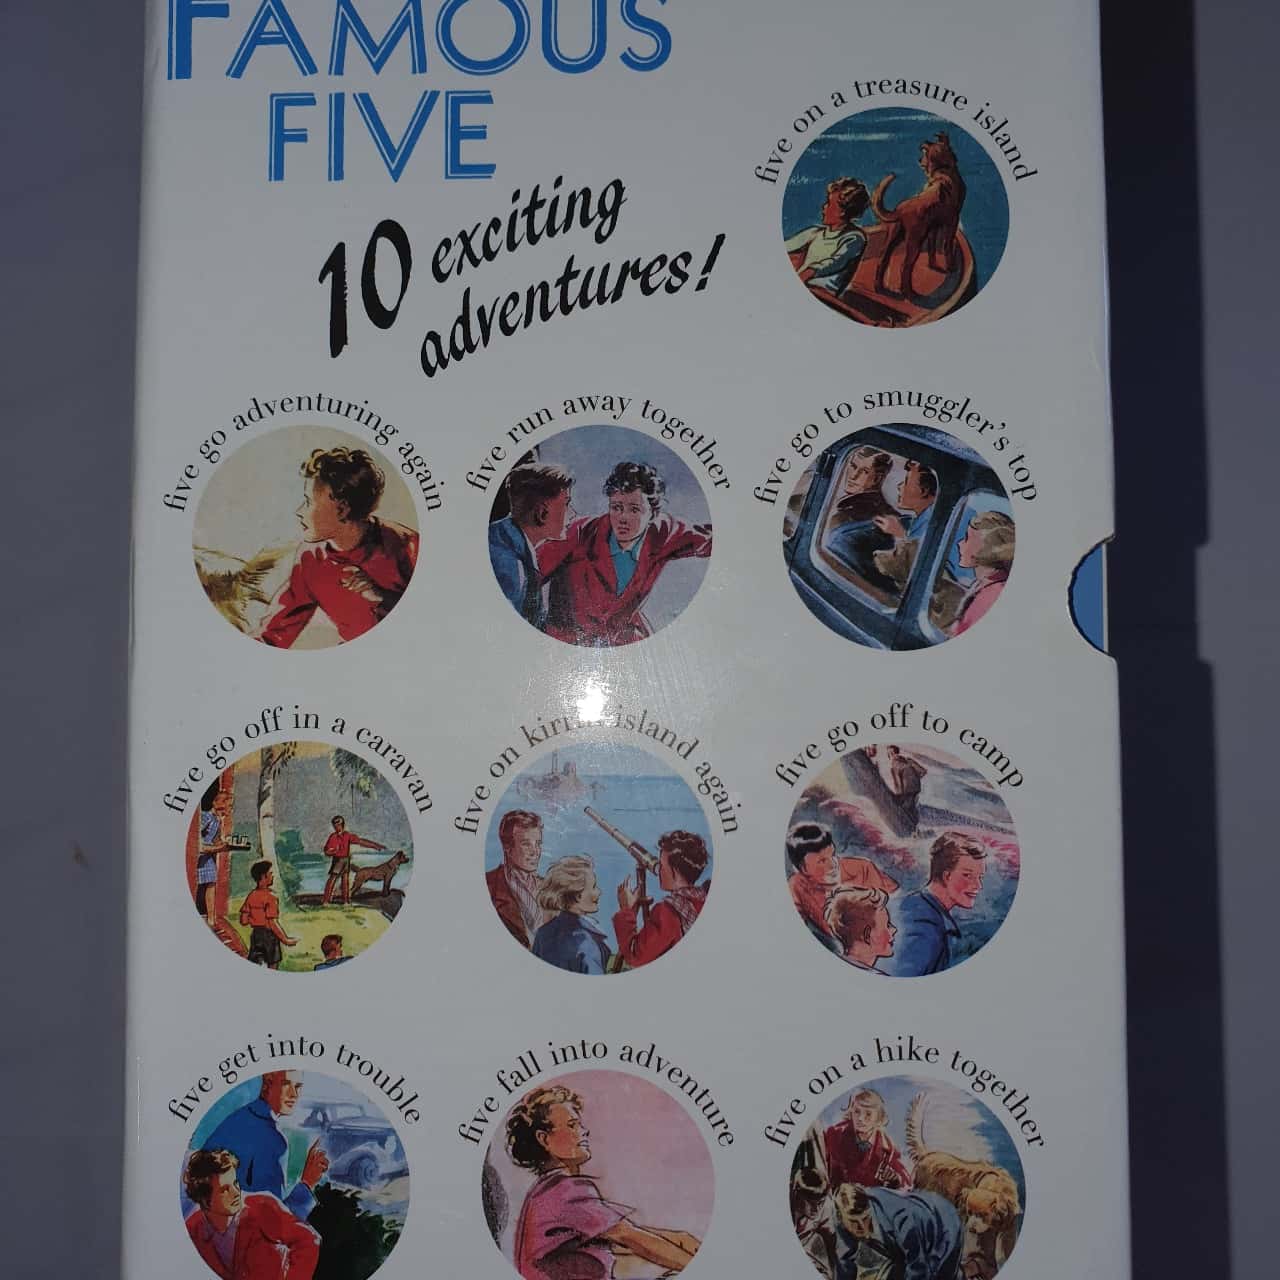 FAMOUS
FIVE
10 exciting
adventures!
five on a treasure island
five go adventuring again
five run away together
five go to smuggler's top
five go off in a caravan
five on kirrin island again
five go off to camp
five get into trouble
five fall into adventure
five on a hike together